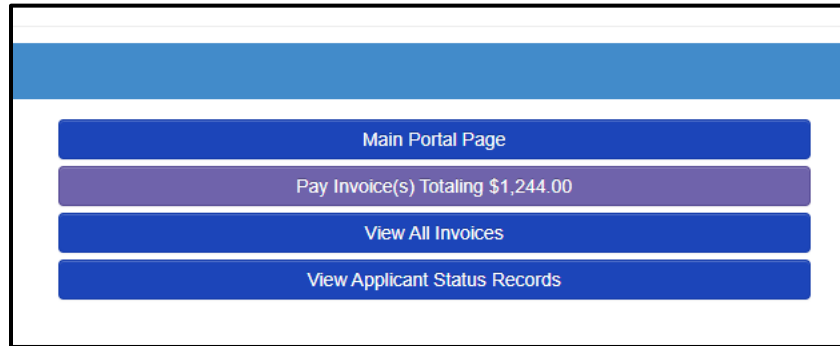 Main Portal Page
Pay Invoice(s) Totaling $1,244.00
View All Invoices
View Applicant Status Records